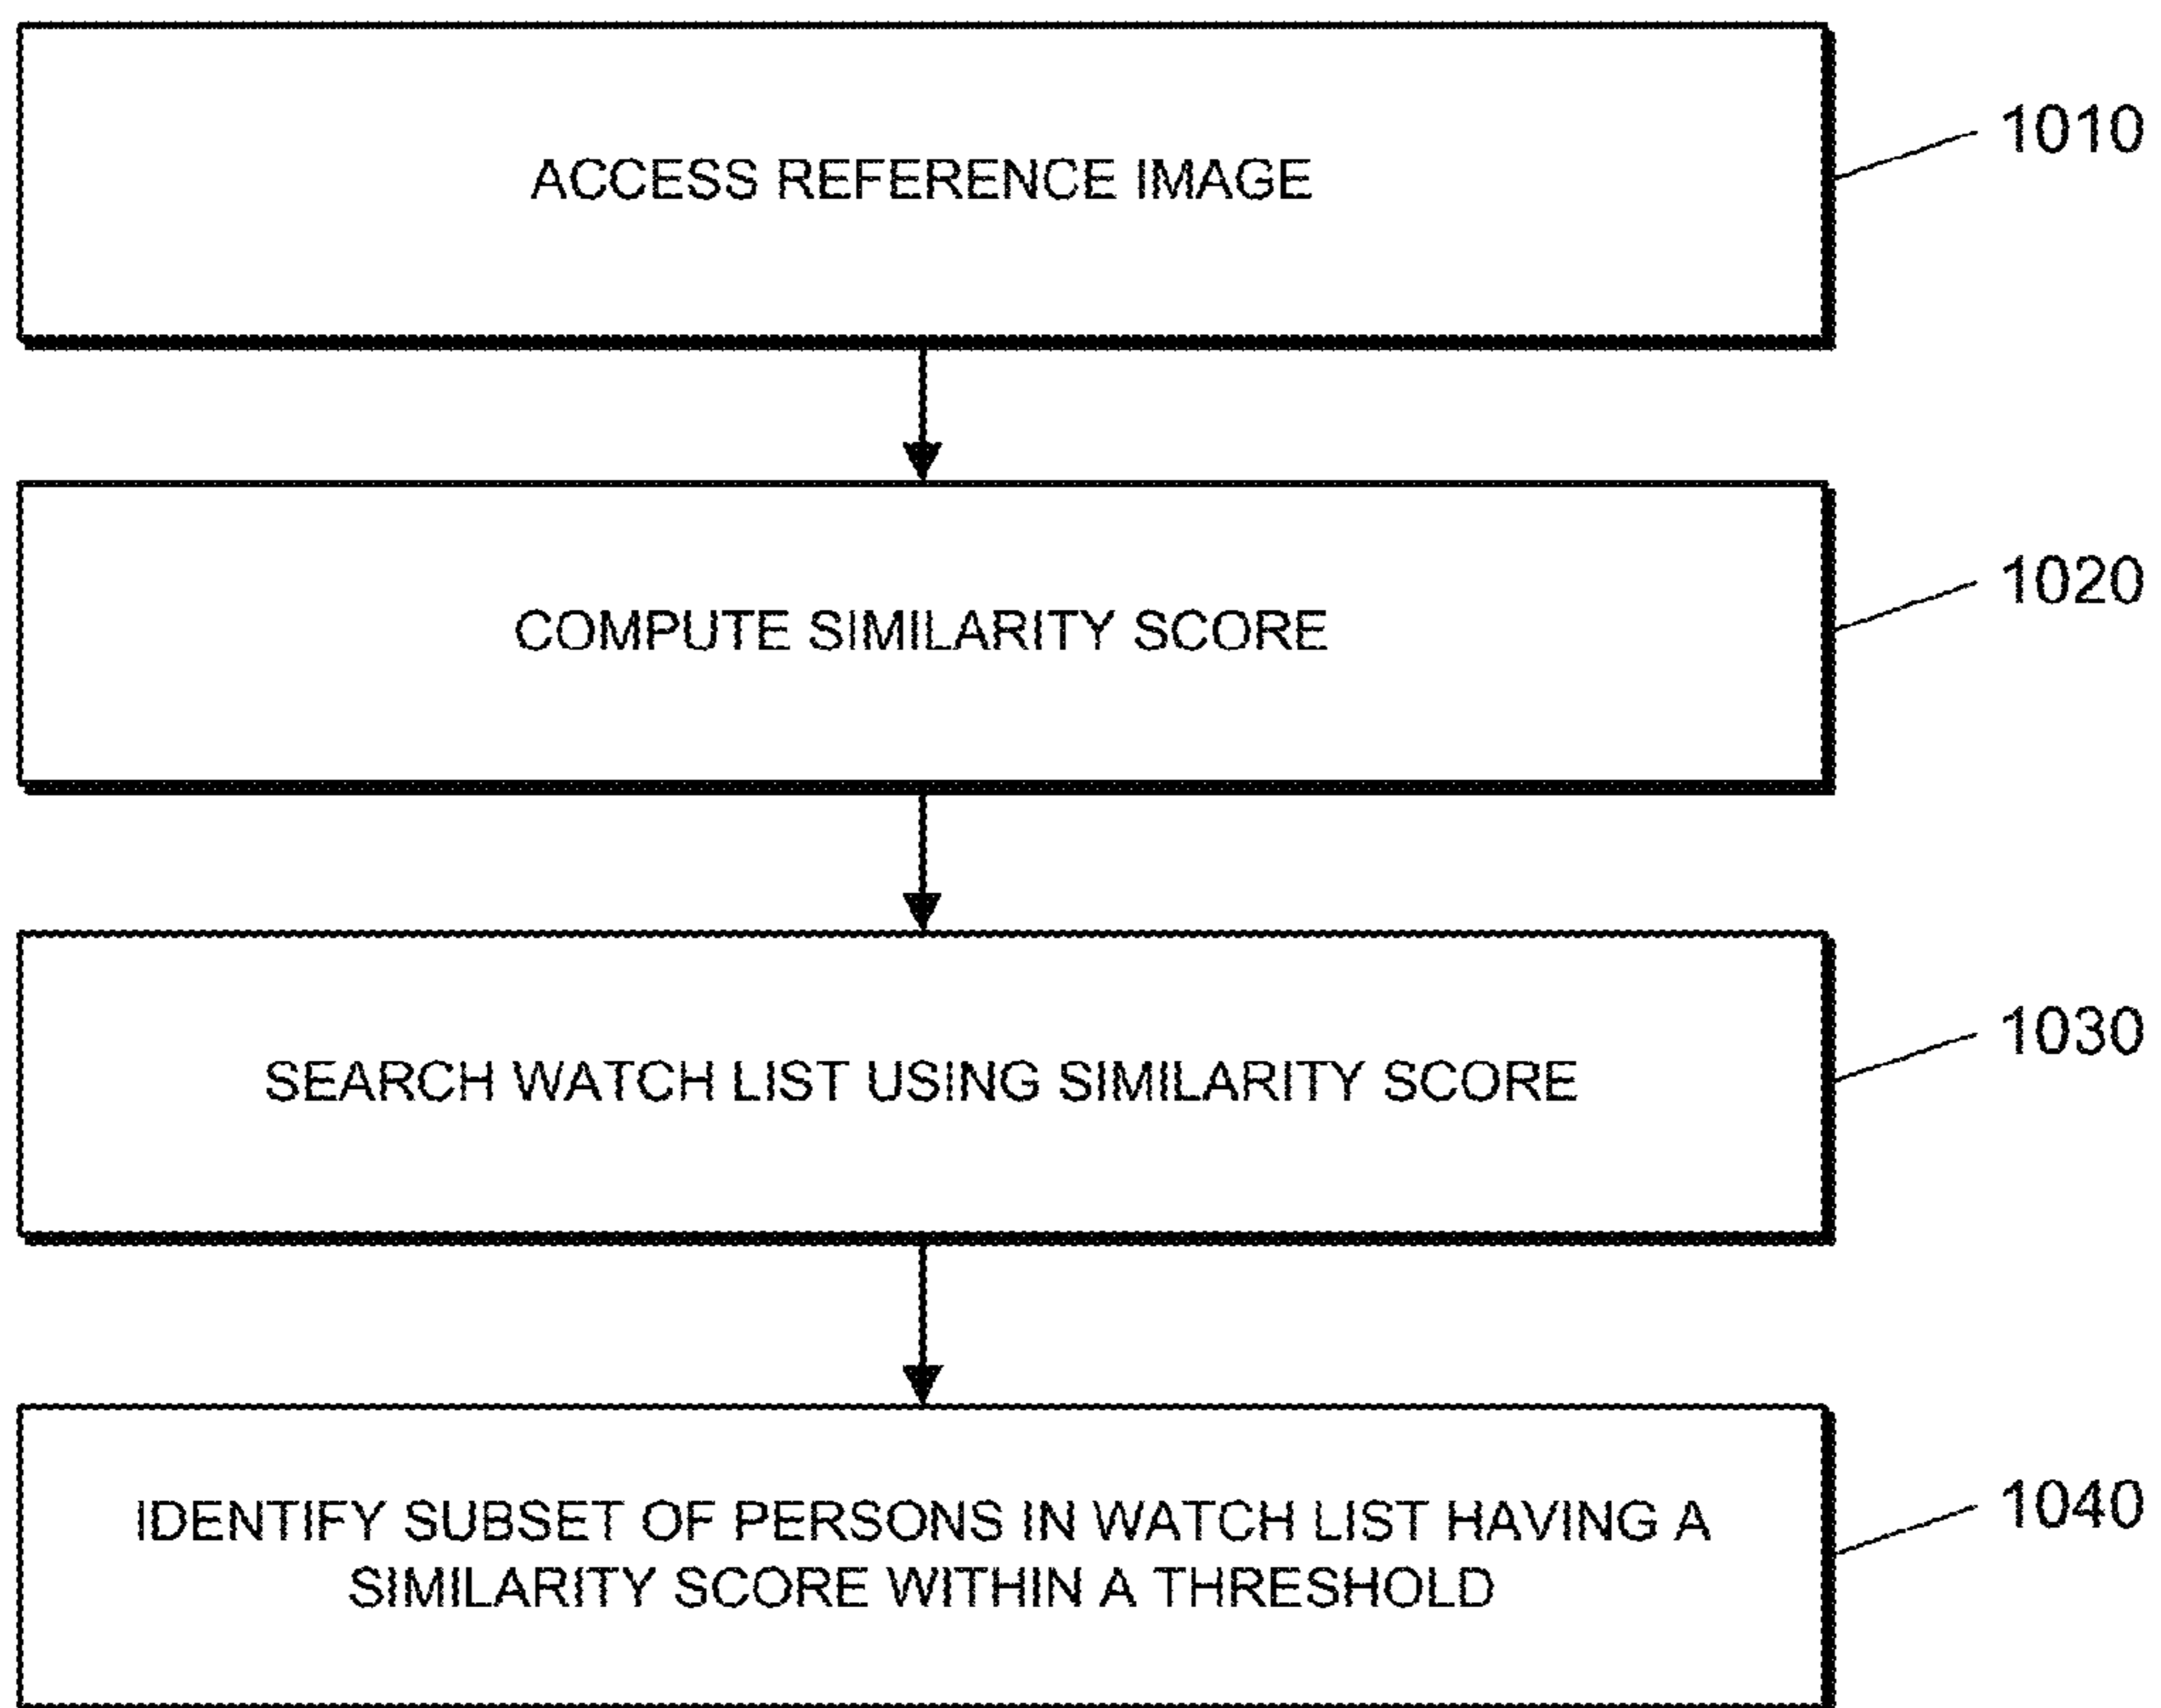 ACCESS REFERENCE IMAGE
1010
COMPUTE SIMILARITY SCORE
1020
SEARCH WATCH LIST USING SIMILARITY SCORE
1030
IDENTIFY SUBSET OF PERSONS IN WATCH LIST HAVING A
SIMILARITY SCORE WITHIN A THRESHOLD
1040